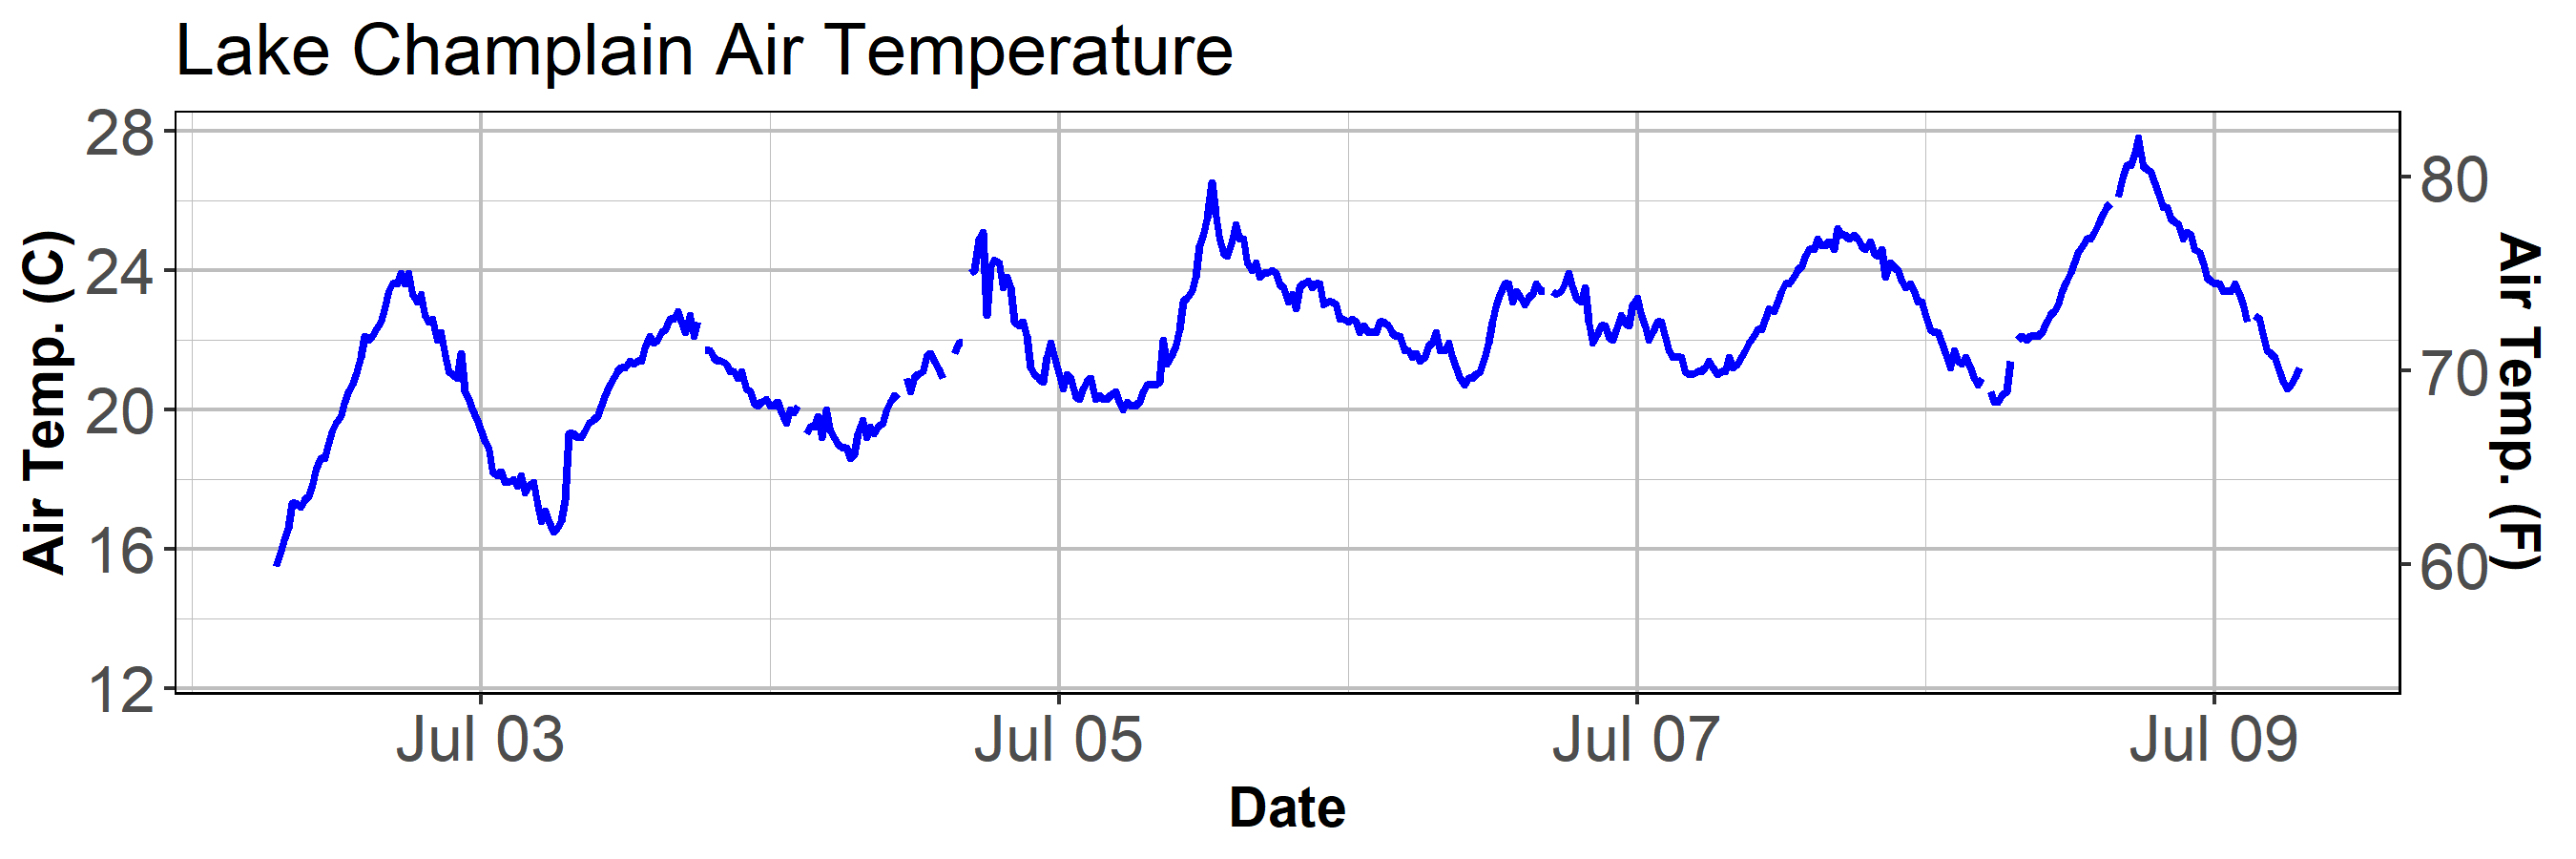 Lake Champlain Air Temperature
28
24
20
16
12
Air Temp. (C)
80
70
60
Air Temp. (F)
Jul 03 Jul 05 Jul 07 Jul 09
Date